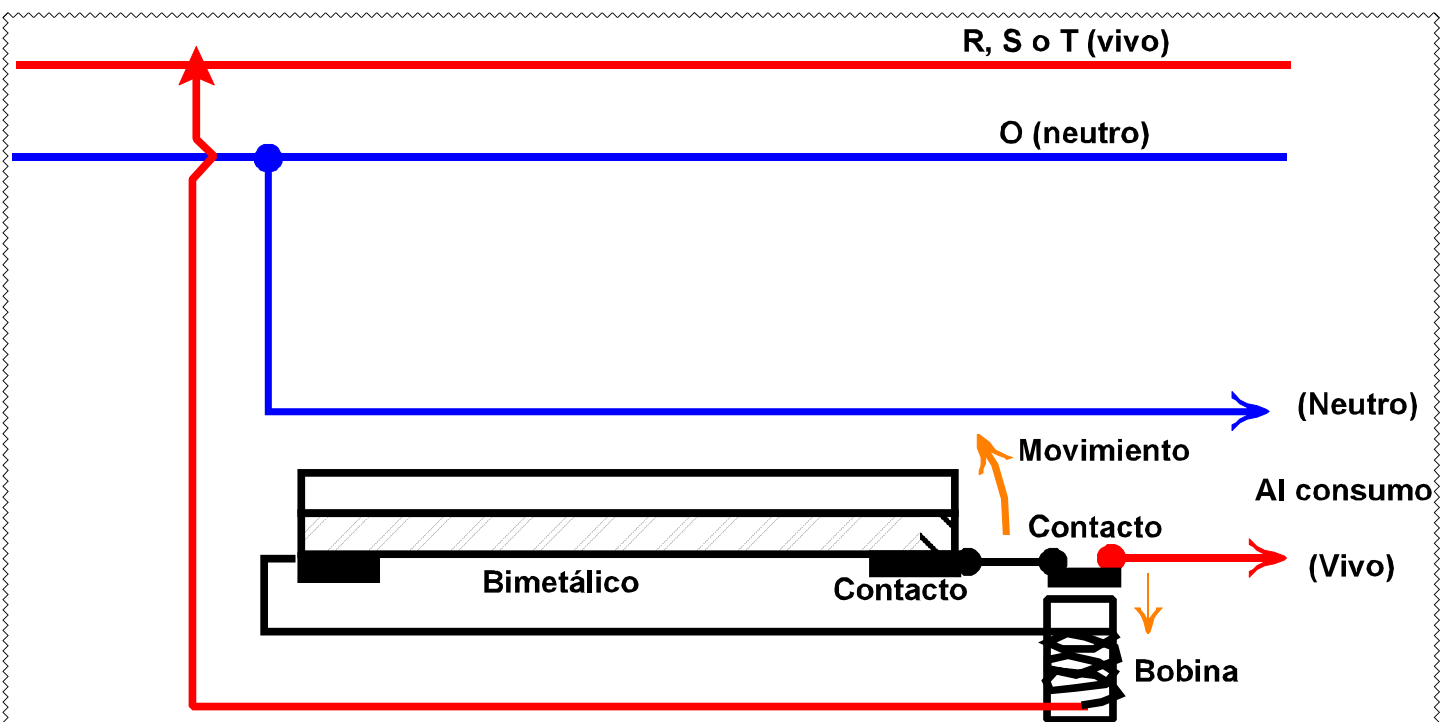 R, S o T (vivo)
O (neutro)
(Neutro)
Movimiento
Al consumo
Contacto
(Vivo)
Bimetálico
Contacto
Bobina